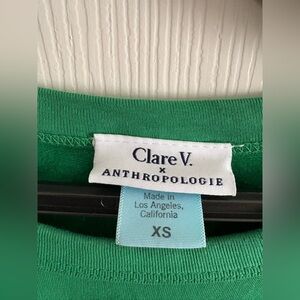 Clare V.
×
ANTHROPOLOGIE
Made in
Los Angeles,
California
XS